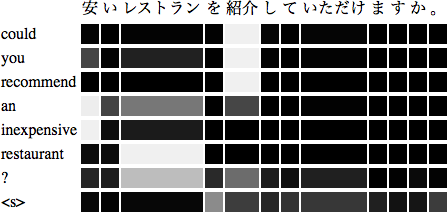 安 い レストラン を 紹介 し て いただけ ま す か 。
could
you
recommend
an
inexpensive
restaurant
?
<s>